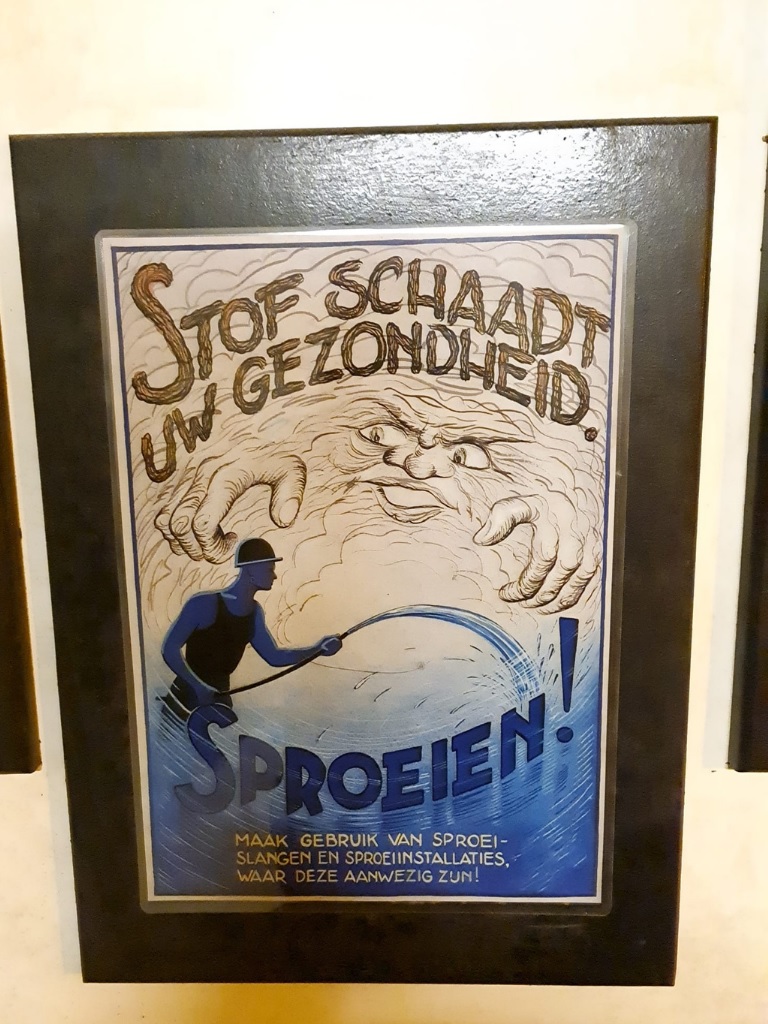 STOF SCHAADT
UW GEZONDHEID.
SPROEIEN!
MAAK GEBRUIK VAN SPROEI-
SLANGEN EN SPROEIINSTALLATIES,
WAAR DEZE AANWEZIG ZIJN!